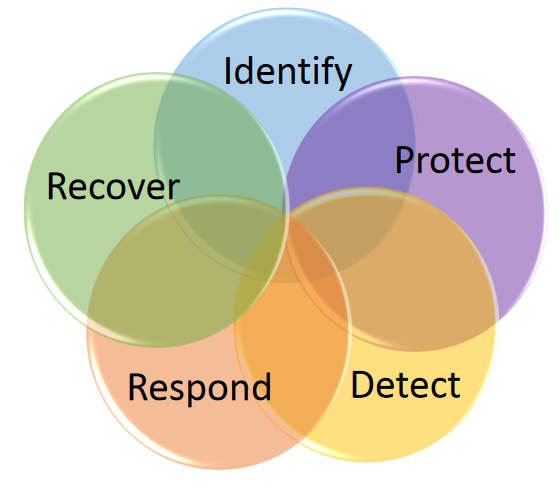 Identify
Protect
Recover
Respond
Detect